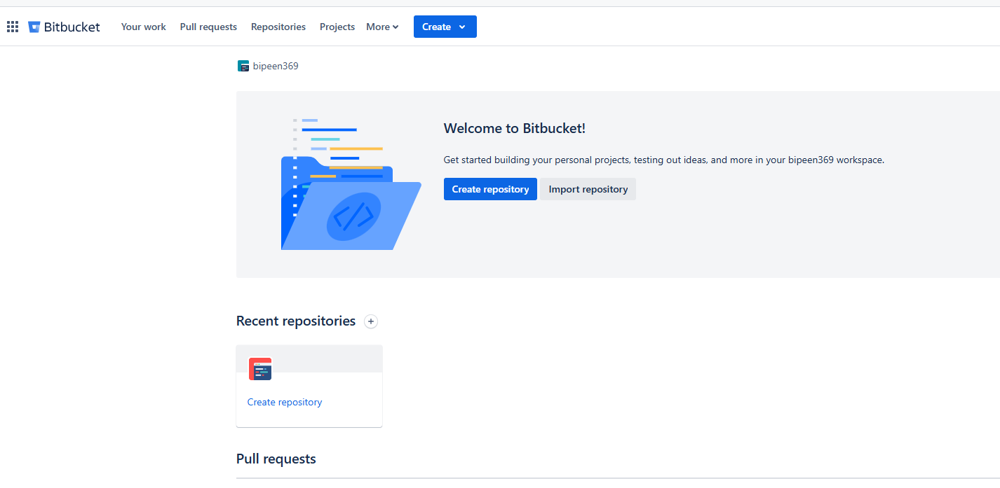 Bitbucket Your work Pull requests Repositories Projects More Create
bipeen369
Welcome to Bitbucket!
Get started building your personal projects, testing out ideas, and more in your bipeen369 workspace.
Create repository Import repository
Recent repositories
Create repository
Pull requests